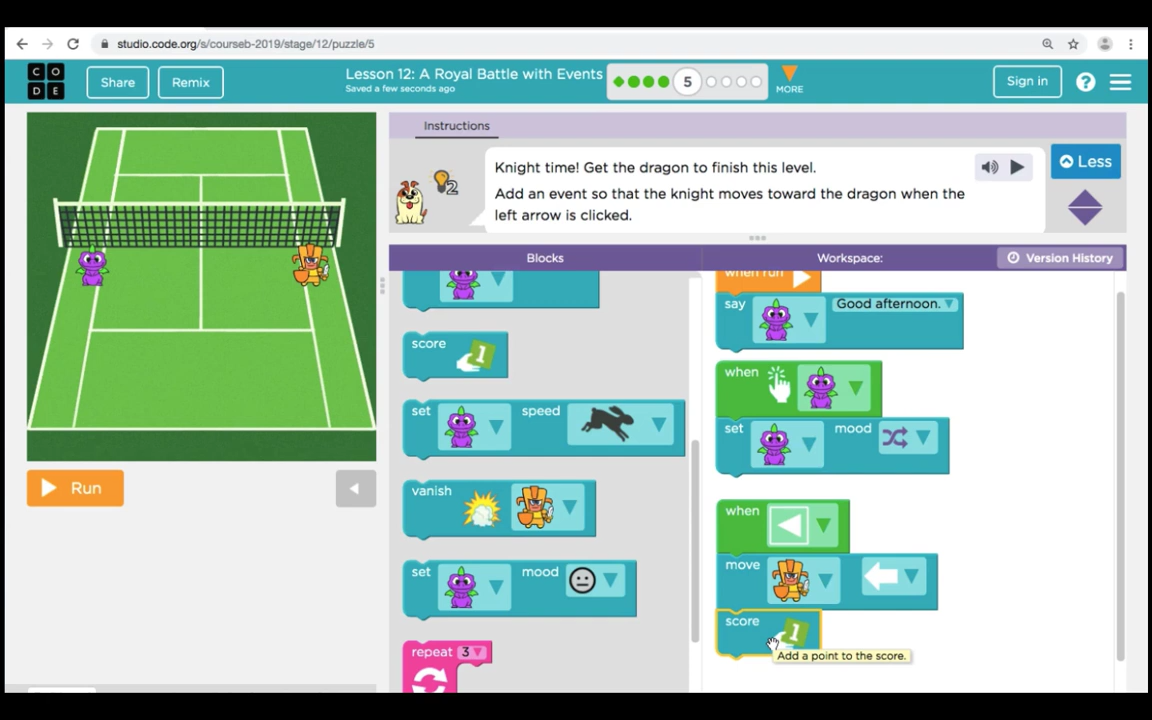 studio.code.org/s/courseb-2019/stage/12/puzzle/5
C O
D E
Share
Remix
Lesson 12: A Royal Battle with Events
Saved a few seconds ago
5
MORE
Sign in
?
Instructions
2
Knight time! Get the dragon to finish this level.
Add an event so that the knight moves toward the dragon when the
left arrow is clicked.
Less
Blocks
Workspace:
Version History
when run
say
Good afternoon.
score
1
when
set
speed
set
mood
vanish
when
set
mood
move
score
1
Add a point to the score.
repeat 3
Run